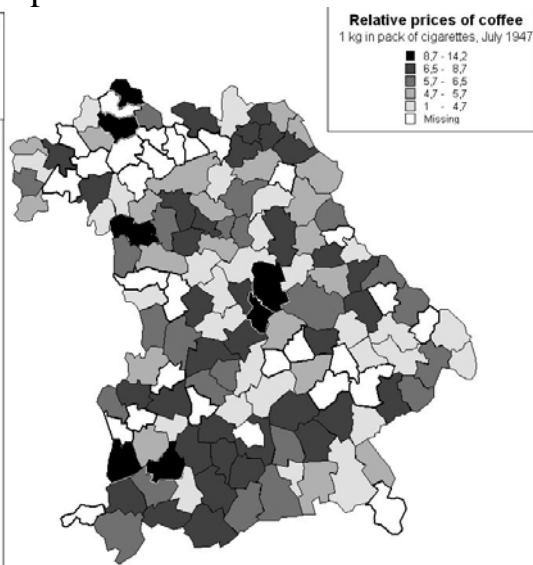 Relative prices of coffee
1 kg in pack of cigarettes, July 1947
8,7 - 14,2
6,5 - 8,7
5,7 - 6,5
4,7 - 5,7
1 - 4,7
Missing